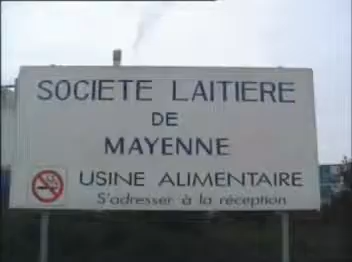 SOCIETE LAITIERE
DE
MAYENNE
USINE ALIMENTAIRE
S'adresser à la réception